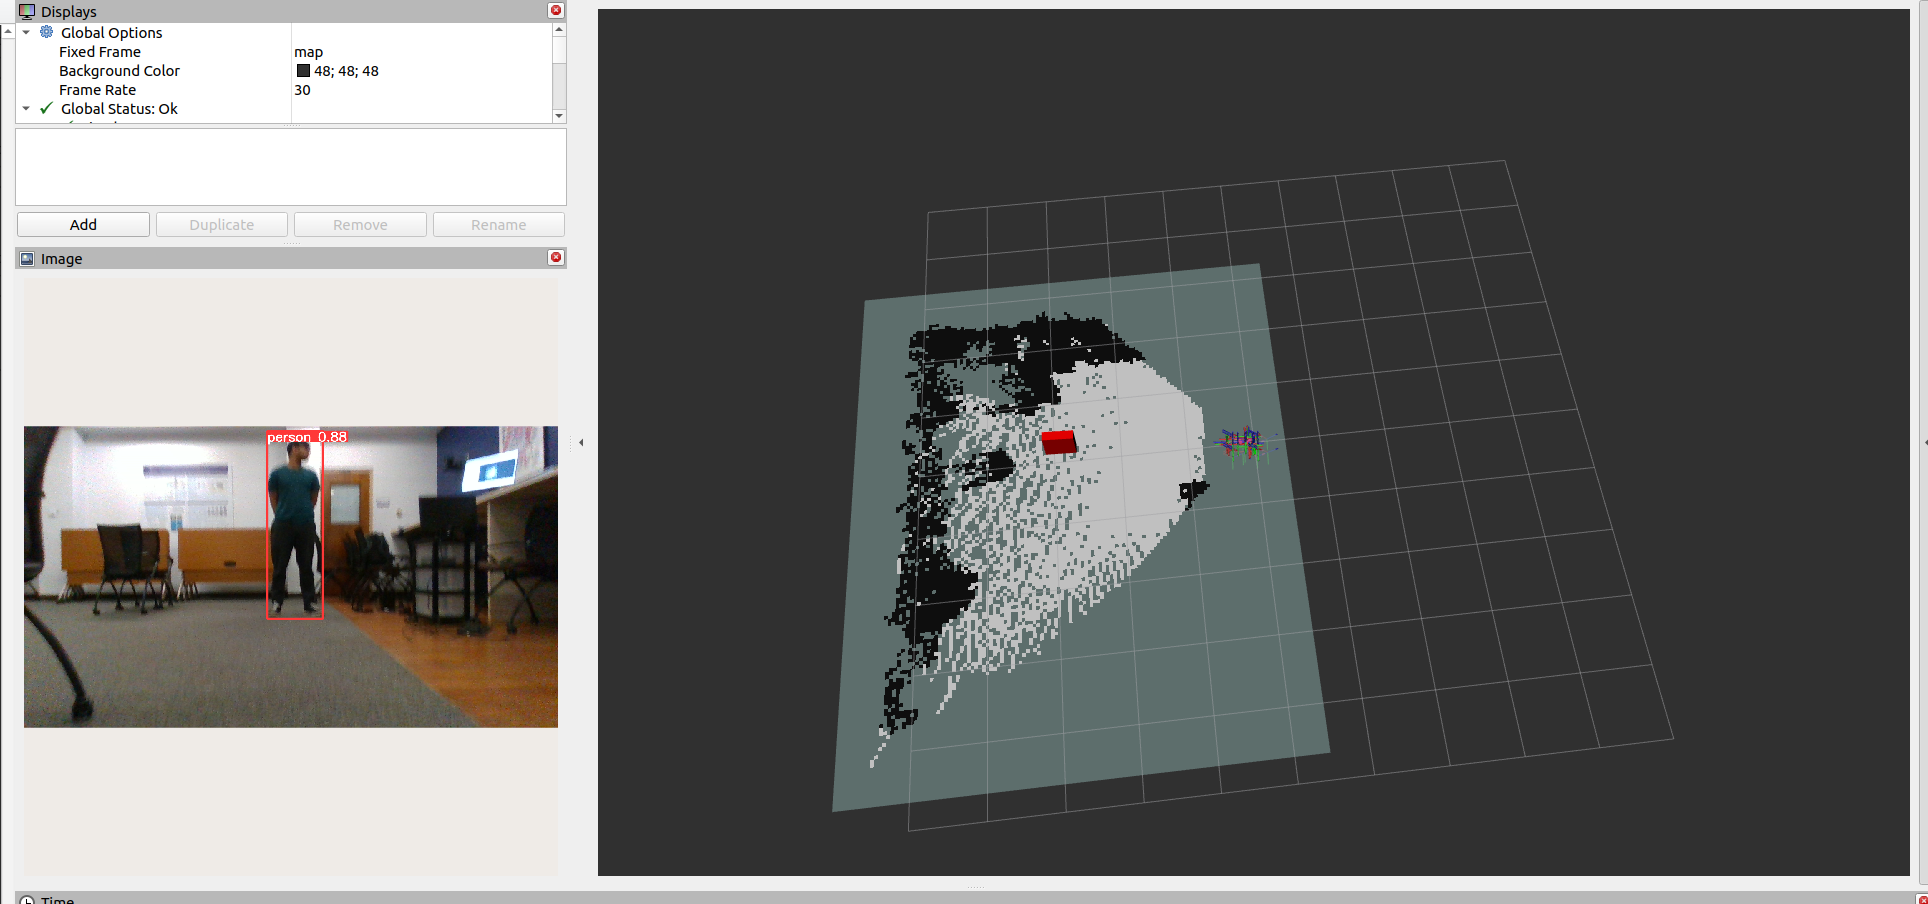 Displays
Global Options
Fixed Frame map
Background Color 48; 48; 48
Frame Rate 30
Global Status: Ok
Add Duplicate Remove Rename
Image
person 0.88
Time